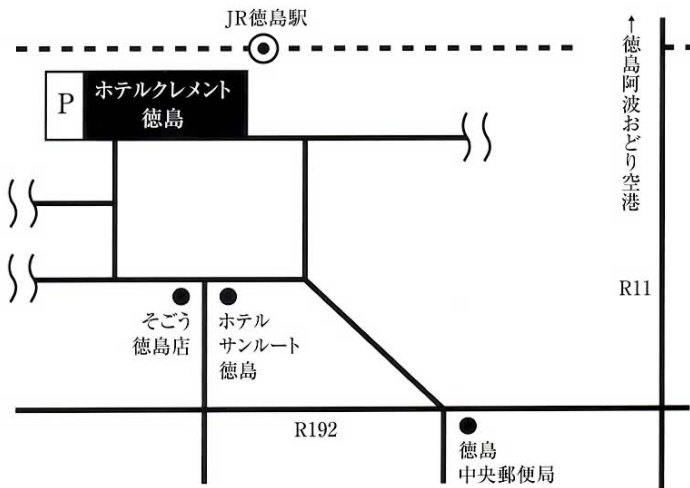 JR徳島駅
P
ホテルクレメント
徳島
↑徳島阿波おどり空港
R11
そごう
徳島店
ホテル
サンルート
徳島
R192
徳島
中央郵便局